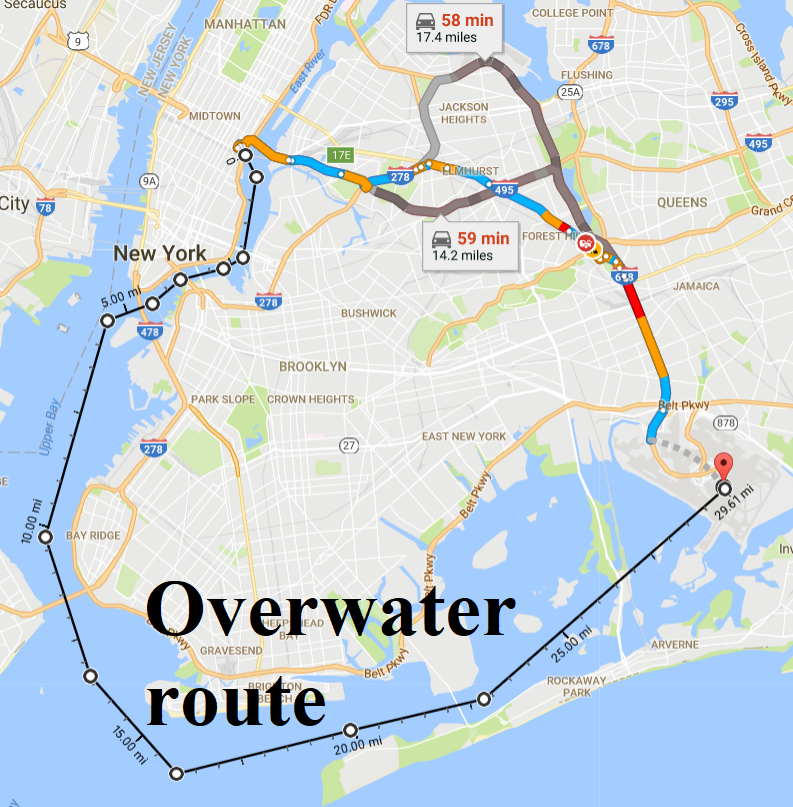 Secaucus
9
MANHATTAN
FDR D
58 min
17.4 miles
COLLEGE POINT
678
Cross Island Pkwy
NEW JERSEY
NEW YORK
East River
FLUSHING
25A
295
MIDTOWN
JACKSON
HEIGHTS
495
17E
278
ELMHURST
495
9A
City
78
QUEENS
Grand C
59 min
14.2 miles
FOREST HI
New York
678
JAMAICA
5.00 mi
278
478
BUSHWICK
BROOKLYN
PARK SLOPE
CROWN HEIGHTS
Belt Pkwy
878
Upper Bay
278
27
EAST NEW YORK
Belt Pkwy
29.61 mi
10.00 mi
BAY RIDGE
Inv
t Pkwy
Overwater
route
HEEPSHEAD
BAY
Pkwy
GRAVESEND
Belt Pkwy
25.00 mi
ARVERNE
BRIGHTON
BEACH
ROCKAWAY
PARK
15.00 mi
20.00 mi